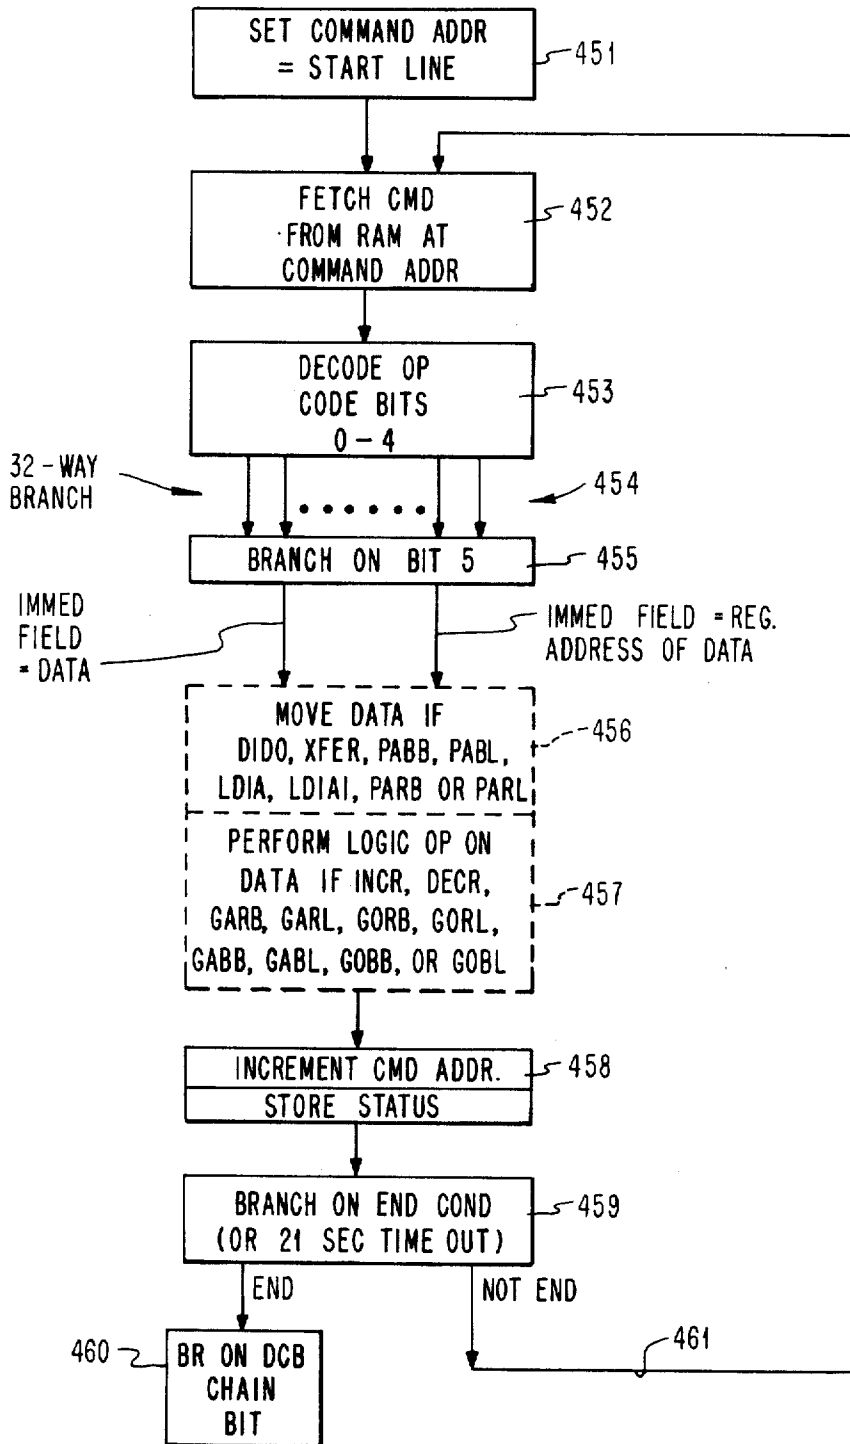 SET COMMAND ADDR
= START LINE
451
FETCH CMD
FROM RAM AT
COMMAND ADDR
452
DECODE OP
CODE BITS
0-4
453
32-WAY
BRANCH
454
BRANCH ON BIT 5
455
IMMED
FIELD
= DATA
IMMED FIELD = REG.
ADDRESS OF DATA
MOVE DATA IF
DIDO, XFER, PABB, PABL,
LDIA, LDIAI, PARB OR PARL
456
PERFORM LOGIC OP ON
DATA IF INCR, DECR,
GARB, GARL, GORB, GORL,
GABB, GABL, GOBB, OR GOBL
457
INCREMENT CMD ADDR.
458
STORE STATUS
BRANCH ON END COND
(OR 21 SEC TIME OUT)
459
END
NOT END
460
BR ON DCB
CHAIN
BIT
461